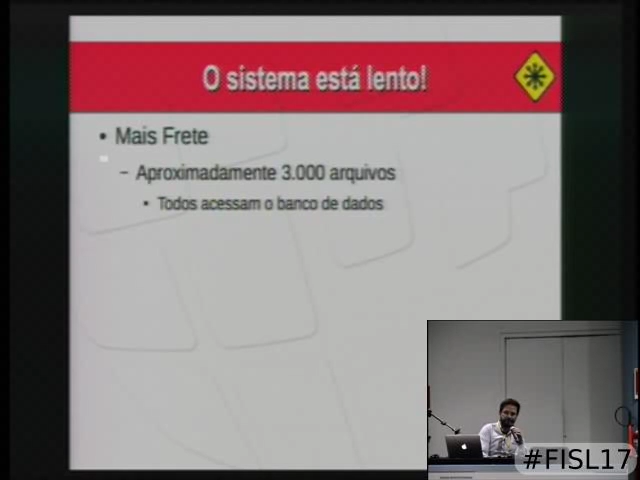 O sistema está lento!
• Mais Frete
– Aproximadamente 3.000 arquivos
• Todos acessam o banco de dados
#FISL17